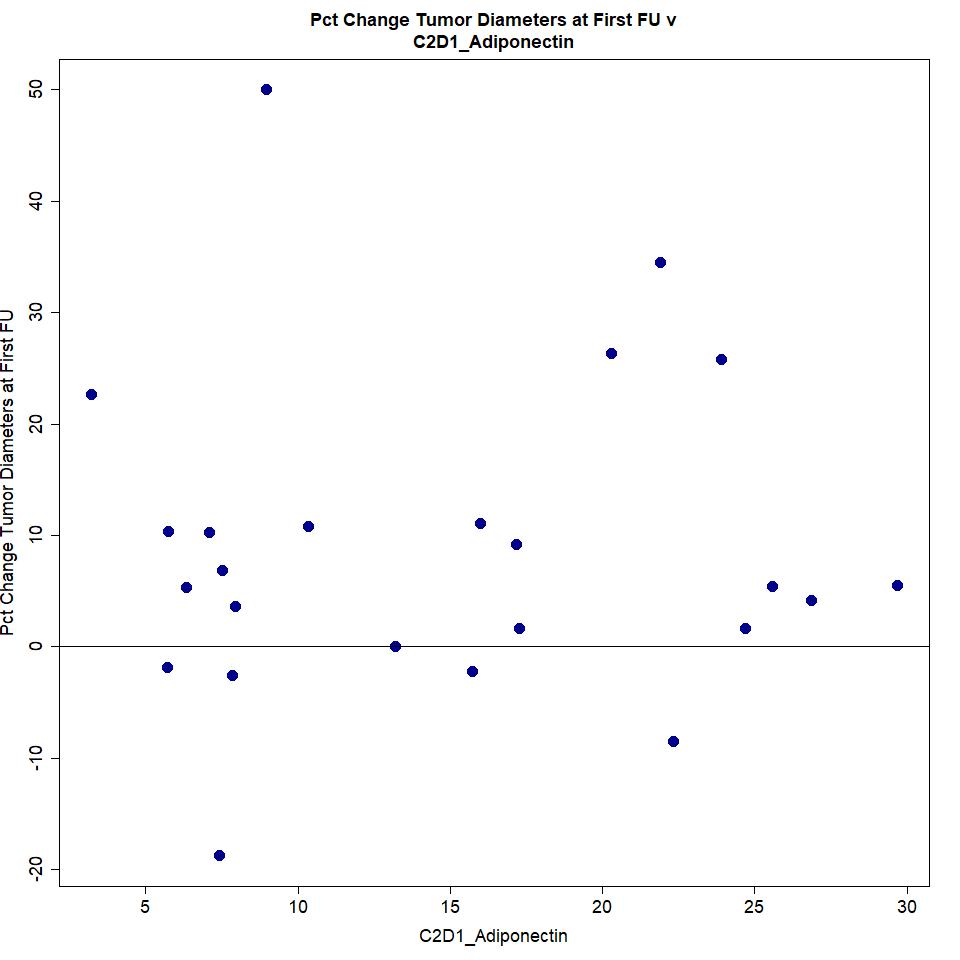 Pct Change Tumor Diameters at First FU v
C2D1_Adiponectin
Pct Change Tumor Diameters at First FU
50
40
30
20
10
0
-10
-20
5 10 15 20 25 30
C2D1_Adiponectin